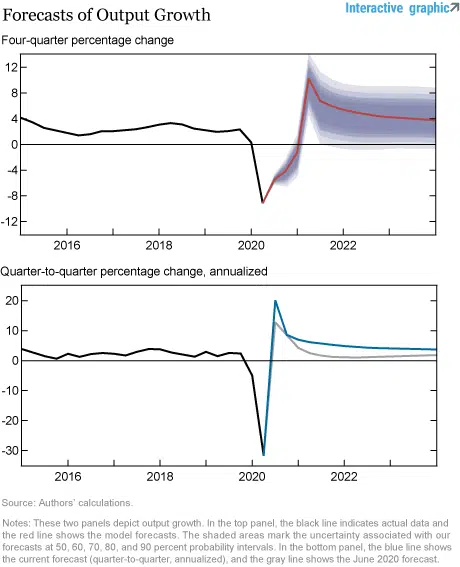 Forecasts of Output Growth
Interactive graphic
Four-quarter percentage change
12
8
4
0
-4
-8
-12
2016
2018
2020
2022
Quarter-to-quarter percentage change, annualized
20
10
0
-10
-20
-30
2016
2018
2020
2022
Source: Authors' calculations.
Notes: These two panels depict output growth. In the top panel, the black line indicates actual data and
the red line shows the model forecasts. The shaded areas mark the uncertainty associated with our
forecasts at 50, 60, 70, 80, and 90 percent probability intervals. In the bottom panel, the blue line shows
the current forecast (quarter-to-quarter, annualized), and the gray line shows the June 2020 forecast.